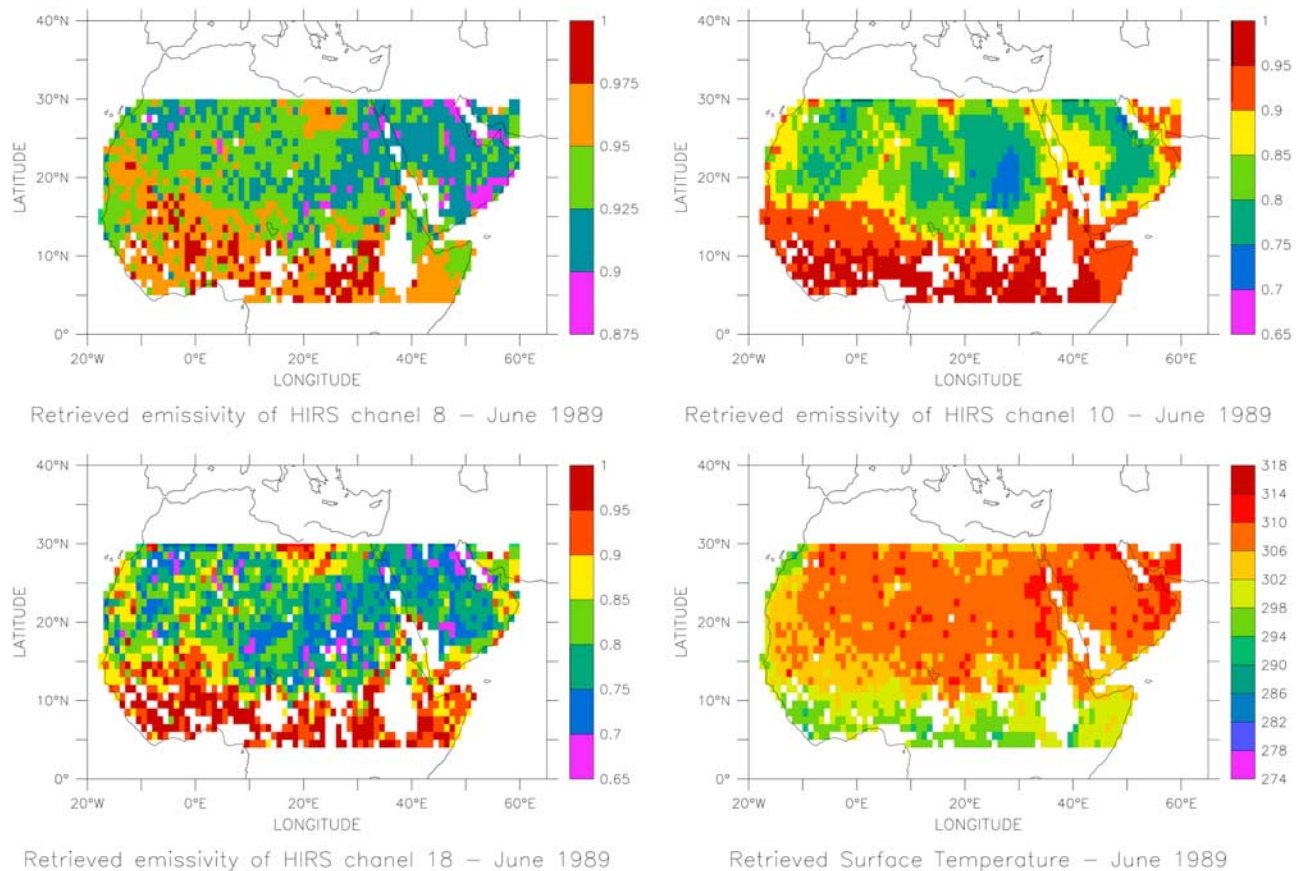 40°N
30°N
20°N
10°N
0°
LATITUDE
20°W 0°E 20°E 40°E 60°E
LONGITUDE
1
0.975
0.95
0.925
0.9
0.875
Retrieved emissivity of HIRS chanel 8 – June 1989
40°N
30°N
20°N
10°N
0°
LATITUDE
20°W 0°E 20°E 40°E 60°E
LONGITUDE
1
0.95
0.9
0.85
0.8
0.75
0.7
0.65
Retrieved emissivity of HIRS chanel 10 – June 1989
40°N
30°N
20°N
10°N
0°
LATITUDE
20°W 0°E 20°E 40°E 60°E
LONGITUDE
1
0.95
0.9
0.85
0.8
0.75
0.7
0.65
Retrieved emissivity of HIRS chanel 18 – June 1989
40°N
30°N
20°N
10°N
0°
LATITUDE
20°W 0°E 20°E 40°E 60°E
LONGITUDE
318
314
310
306
302
298
294
290
286
282
278
274
Retrieved Surface Temperature – June 1989